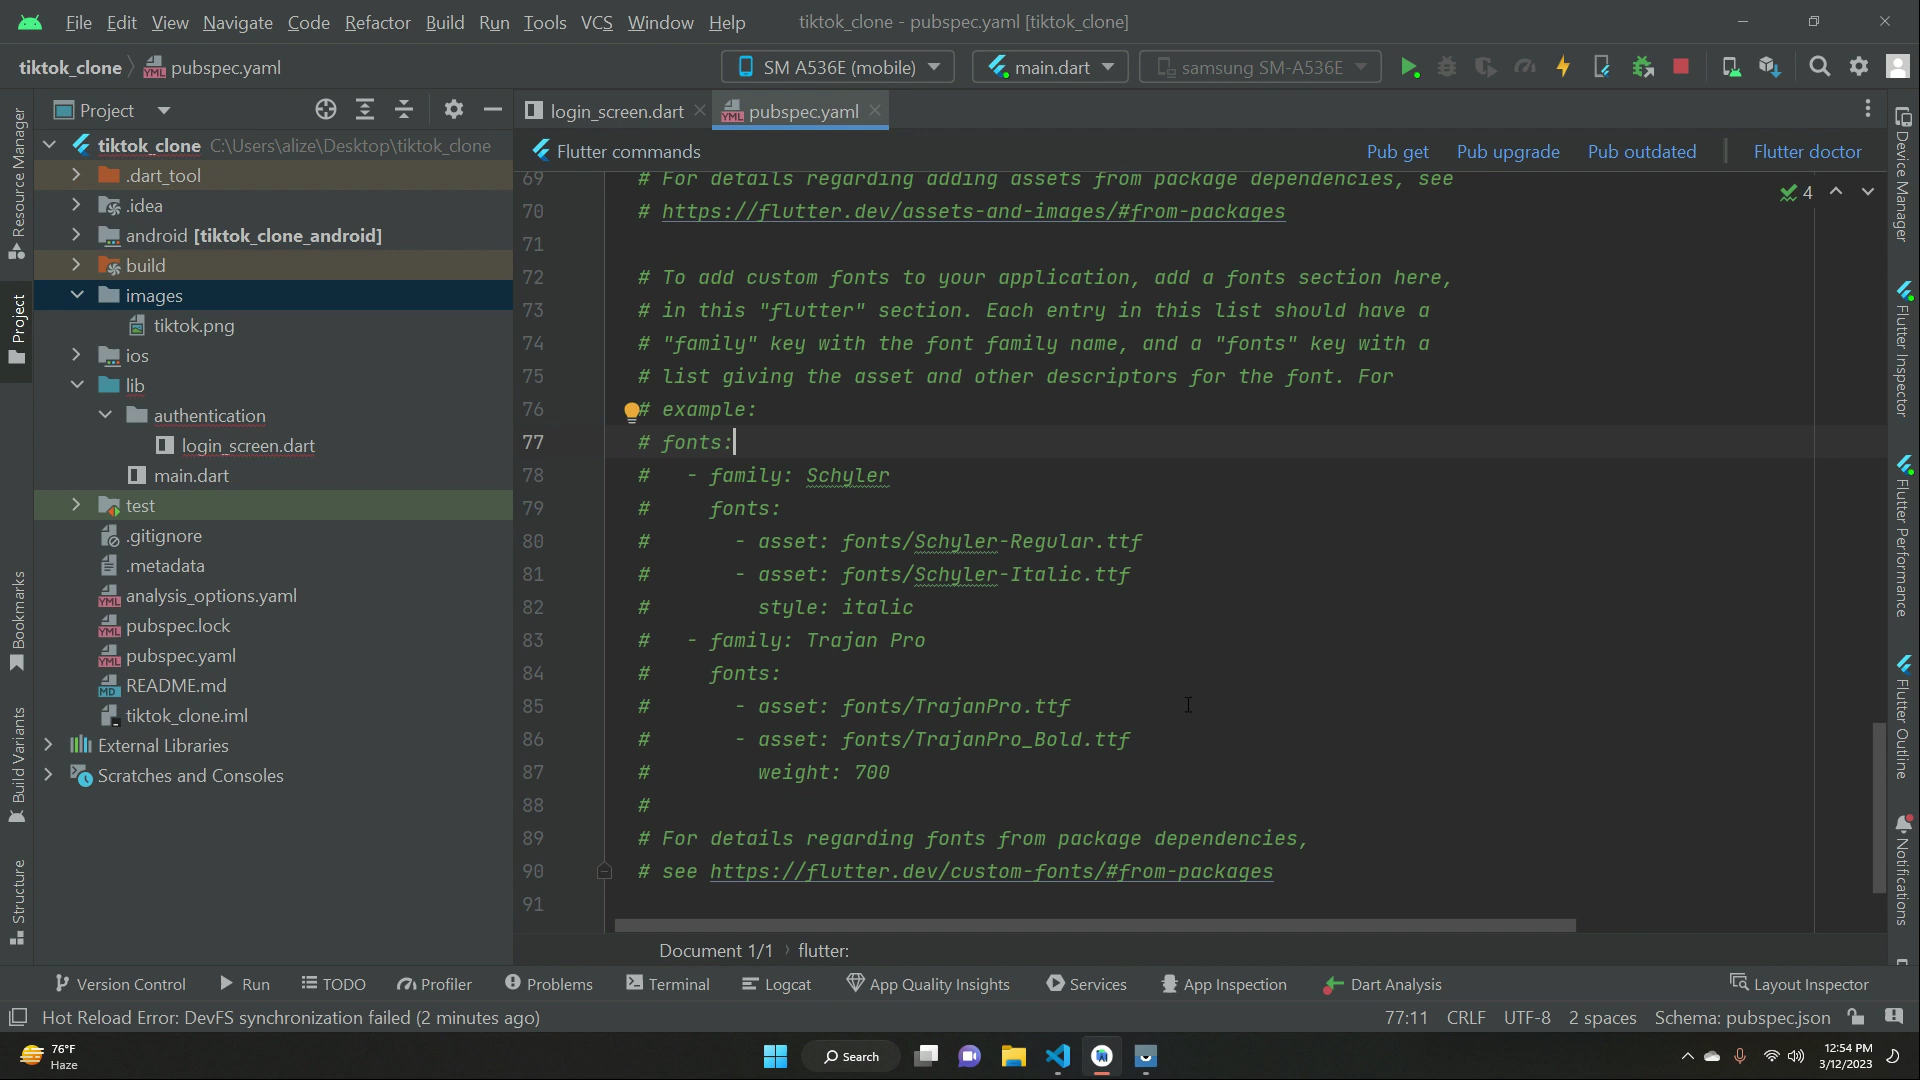 File Edit View Navigate Code Refactor Build Run Tools VCS Window Help tiktok_clone - pubspec.yaml [tiktok_clone]
tiktok_clone pubspec.yaml SM A536E (mobile) main.dart samsung SM-A536E
Project login_screen.dart pubspec.yaml
Flutter commands Pub get Pub upgrade Pub outdated Flutter doctor
tiktok_clone C:\Users\alize\Desktop\tiktok_clone
.dart_tool
.idea
android [tiktok_clone_android]
build
images
tiktok.png
ios
lib
authentication
login_screen.dart
main.dart
test
.gitignore
.metadata
analysis_options.yaml
pubspec.lock
pubspec.yaml
README.md
tiktok_clone.iml
External Libraries
Scratches and Consoles
Resource Manager
Project
Bookmarks
Build Variants
Structure
4
69 # For details regarding adding assets from package dependencies, see
70 # https://flutter.dev/assets-and-images/#from-packages
71
72 # To add custom fonts to your application, add a fonts section here,
73 # in this "flutter" section. Each entry in this list should have a
74 # "family" key with the font family name, and a "fonts" key with a
75 # list giving the asset and other descriptors for the font. For
76 # example:
77 # fonts:
78 #   - family: Schyler
79 #     fonts:
80 #       - asset: fonts/Schyler-Regular.ttf
81 #       - asset: fonts/Schyler-Italic.ttf
82 #         style: italic
83 #   - family: Trajan Pro
84 #     fonts:
85 #       - asset: fonts/TrajanPro.ttf
86 #       - asset: fonts/TrajanPro_Bold.ttf
87 #         weight: 700
88 #
89 # For details regarding fonts from package dependencies,
90 # see https://flutter.dev/custom-fonts/#from-packages
91
Document 1/1 flutter:
Device Manager
Flutter Inspector
Flutter Performance
Flutter Outline
Notifications
Version Control Run TODO Profiler Problems Terminal Logcat App Quality Insights Services App Inspection Dart Analysis Layout Inspector
Hot Reload Error: DevFS synchronization failed (2 minutes ago) 77:11 CRLF UTF-8 2 spaces Schema: pubspec.json
76°F
Haze
Search
12:54 PM
3/12/2023